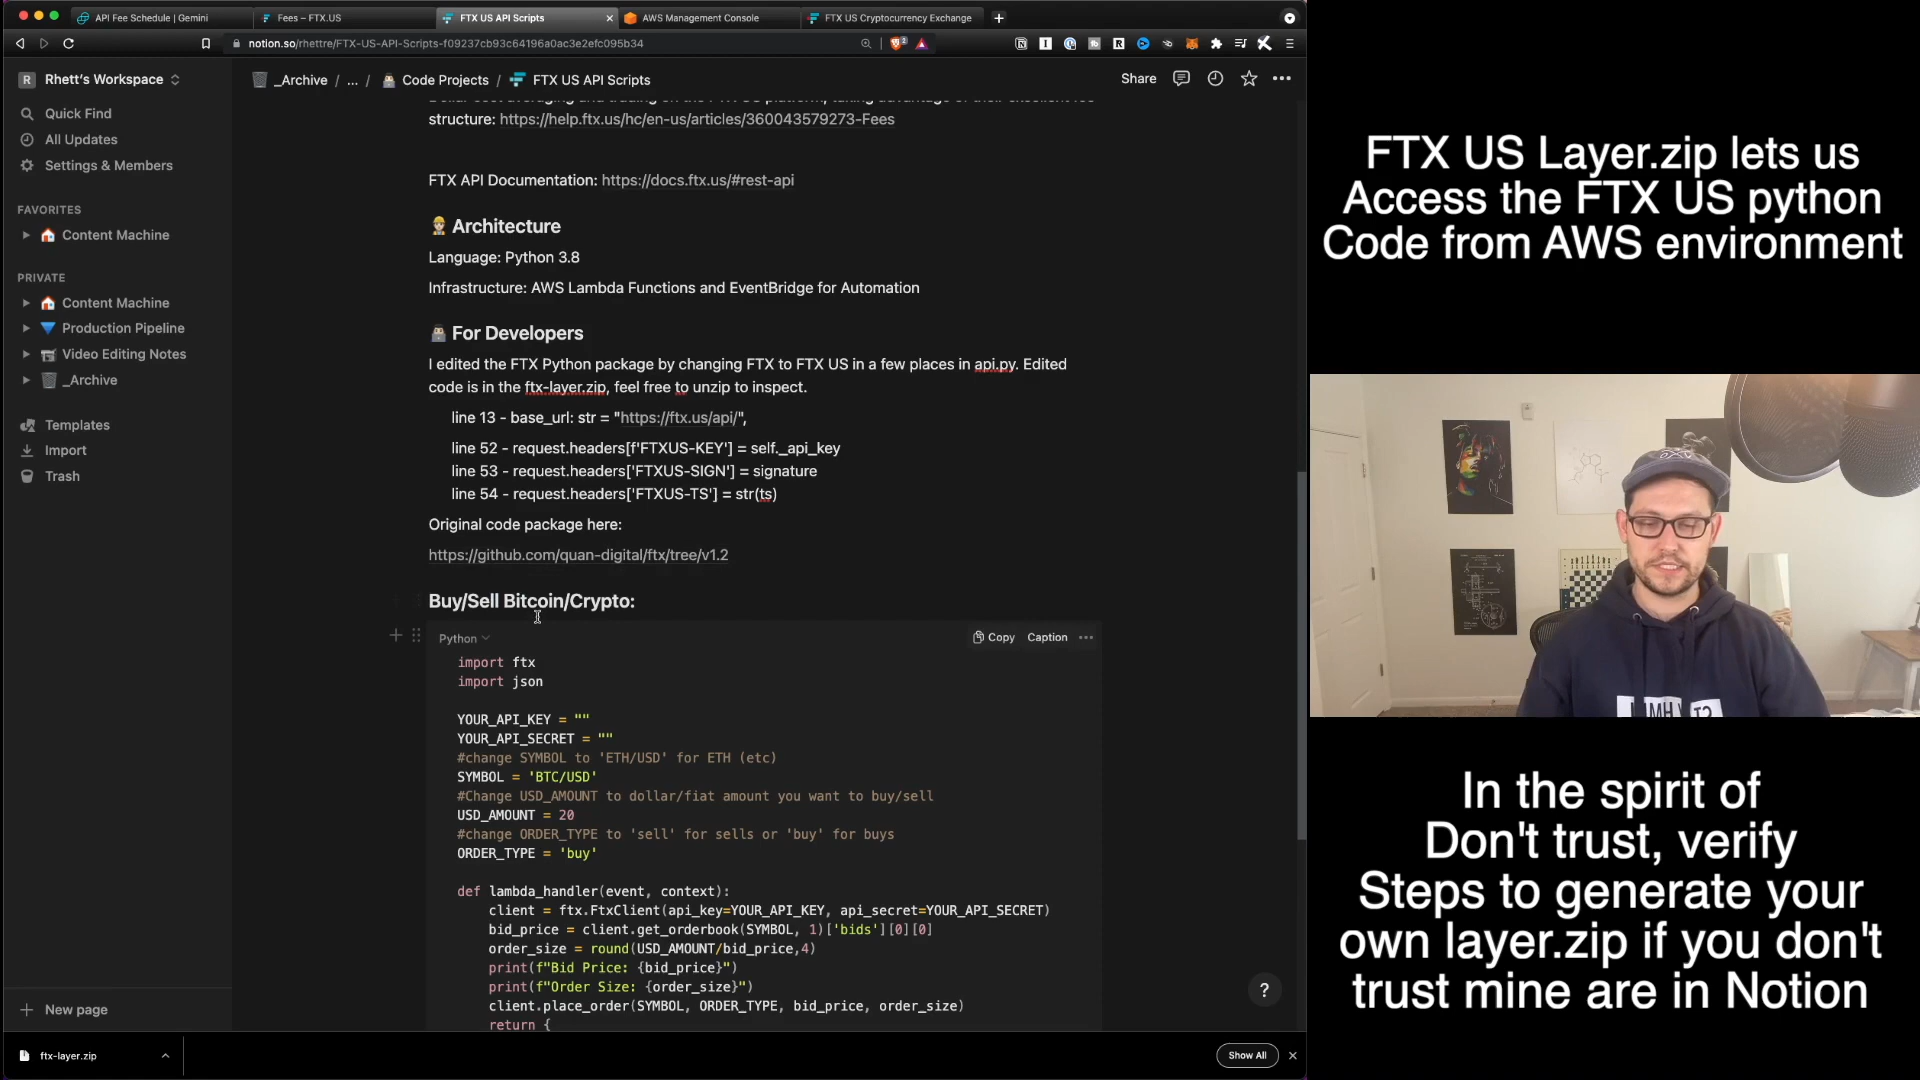 API Fee Schedule | Gemini
Fees – FTX.US
FTX US API Scripts
AWS Management Console
FTX US Cryptocurrency Exchange
notion.so/rhettre/FTX-US-API-Scripts-f09237cb93c64196a0ac3e2efc095b34
R Rhett's Workspace
_Archive / ... / Code Projects / FTX US API Scripts
Share
Quick Find
All Updates
Settings & Members
FAVORITES
Content Machine
PRIVATE
Content Machine
Production Pipeline
Video Editing Notes
_Archive
Templates
Import
Trash
New page
structure: https://help.ftx.us/hc/en-us/articles/360043579273-Fees
FTX API Documentation: https://docs.ftx.us/#rest-api
Architecture
Language: Python 3.8
Infrastructure: AWS Lambda Functions and EventBridge for Automation
For Developers
I edited the FTX Python package by changing FTX to FTX US in a few places in api.py. Edited
code is in the ftx-layer.zip, feel free to unzip to inspect.
line 13 - base_url: str = "https://ftx.us/api/",
line 52 - request.headers[f'FTXUS-KEY'] = self._api_key
line 53 - request.headers['FTXUS-SIGN'] = signature
line 54 - request.headers['FTXUS-TS'] = str(ts)
Original code package here:
https://github.com/quan-digital/ftx/tree/v1.2
Buy/Sell Bitcoin/Crypto:
Python
Copy Caption
import ftx
import json
YOUR_API_KEY = ""
YOUR_API_SECRET = ""
#change SYMBOL to 'ETH/USD' for ETH (etc)
SYMBOL = 'BTC/USD'
#Change USD_AMOUNT to dollar/fiat amount you want to buy/sell
USD_AMOUNT = 20
#change ORDER_TYPE to 'sell' for sells or 'buy' for buys
ORDER_TYPE = 'buy'
def lambda_handler(event, context):
client = ftx.FtxClient(api_key=YOUR_API_KEY, api_secret=YOUR_API_SECRET)
bid_price = client.get_orderbook(SYMBOL, 1)['bids'][0][0]
order_size = round(USD_AMOUNT/bid_price,4)
print(f"Bid Price: {bid_price}")
print(f"Order Size: {order_size}")
client.place_order(SYMBOL, ORDER_TYPE, bid_price, order_size)
return {
?
ftx-layer.zip
Show All
FTX US Layer.zip lets us
Access the FTX US python
Code from AWS environment
In the spirit of
Don't trust, verify
Steps to generate your
own layer.zip if you don't
trust mine are in Notion